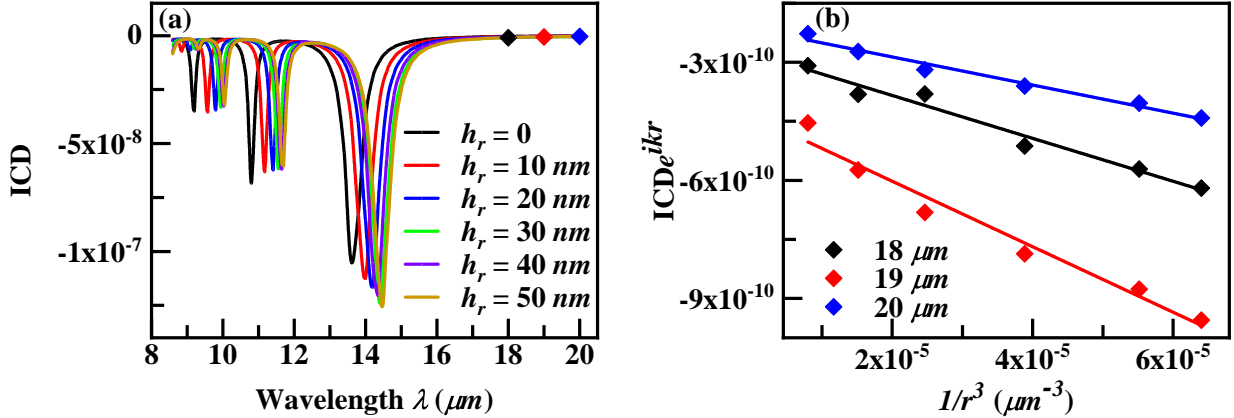 (a)
0
-5x10⁻⁸
-1x10⁻⁷
ICD
h_r = 0
h_r = 10 nm
h_r = 20 nm
h_r = 30 nm
h_r = 40 nm
h_r = 50 nm
8 10 12 14 16 18 20
Wavelength λ (μm)
(b)
-3x10⁻¹⁰
-6x10⁻¹⁰
-9x10⁻¹⁰
ICDe^{ikr}
18 μm
19 μm
20 μm
2x10⁻⁵ 4x10⁻⁵ 6x10⁻⁵
1/r³ (μm⁻³)